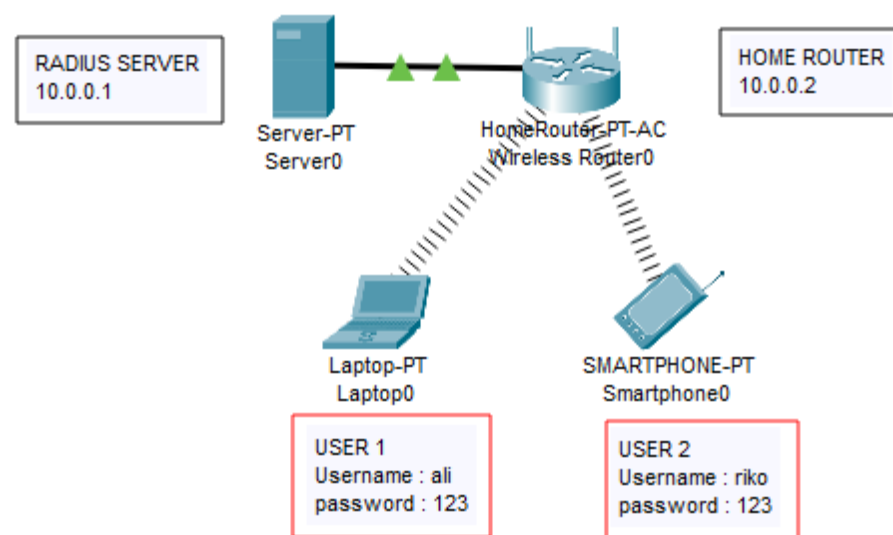 RADIUS SERVER
10.0.0.1
HOME ROUTER
10.0.0.2
Server-PT
Server0
HomeRouter-PT-AC
Wireless Router0
Laptop-PT
Laptop0
SMARTPHONE-PT
Smartphone0
USER 1
Username : ali
password : 123
USER 2
Username : riko
password : 123